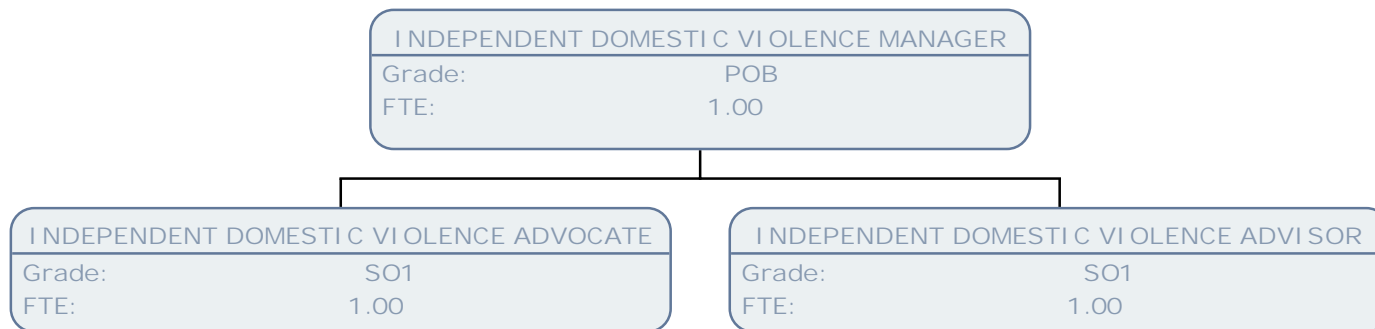 INDEPENDENT DOMESTIC VIOLENCE MANAGER
Grade: POB
FTE: 1.00
INDEPENDENT DOMESTIC VIOLENCE ADVOCATE
Grade: SO1
FTE: 1.00
INDEPENDENT DOMESTIC VIOLENCE ADVISOR
Grade: SO1
FTE: 1.00